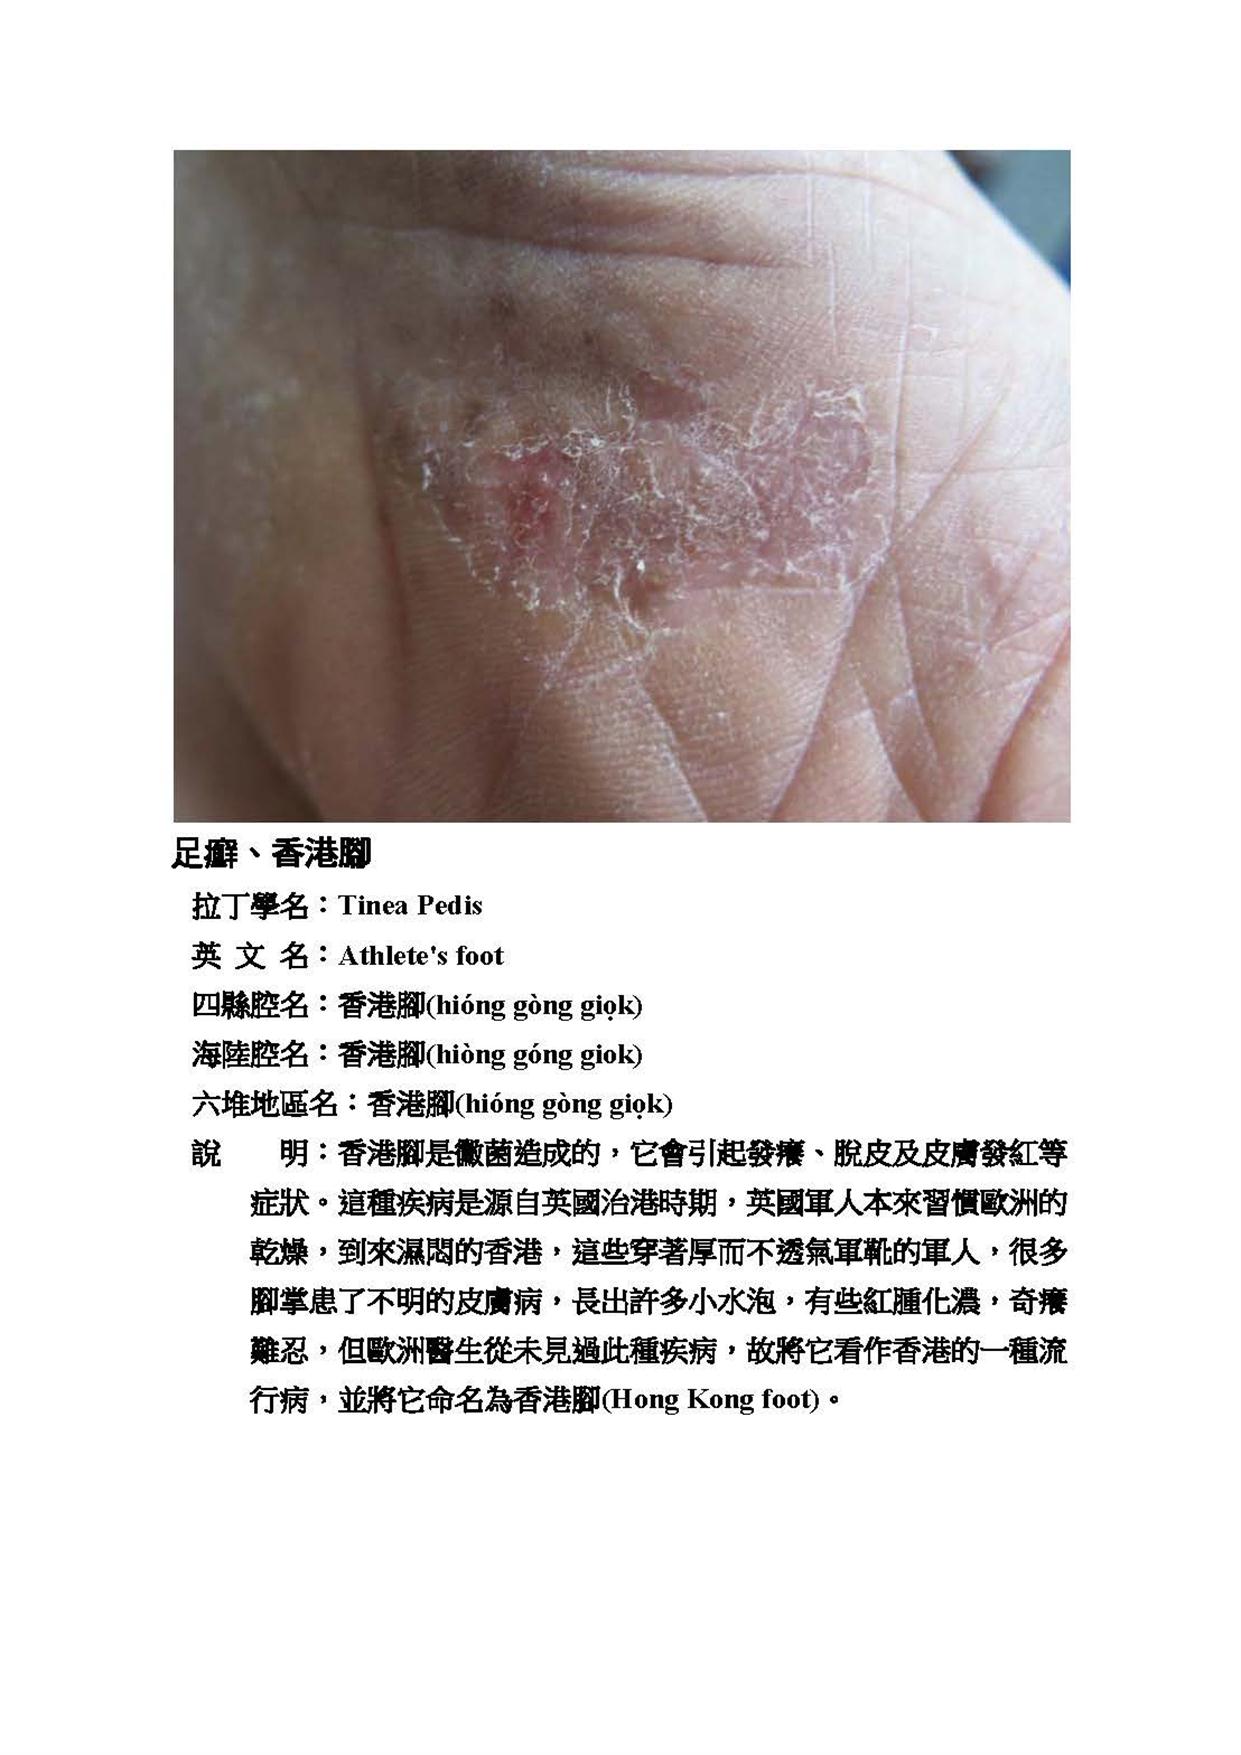 足癬、香港腳
拉丁學名：Tinea Pedis
英 文 名：Athlete's foot
四縣腔名：香港腳(hióng gòng giọk)
海陸腔名：香港腳(hiòng góng giok)
六堆地區名：香港腳(hióng gòng giọk)
說　　明：香港腳是黴菌造成的，它會引起發癢、脫皮及皮膚發紅等
症狀。這種疾病是源自英國治港時期，英國軍人本來習慣歐洲的
乾燥，到來濕悶的香港，這些穿著厚而不透氣軍靴的軍人，很多
腳掌患了不明的皮膚病，長出許多小水泡，有些紅腫化濃，奇癢
難忍，但歐洲醫生從未見過此種疾病，故將它看作香港的一種流
行病，並將它命名為香港腳(Hong Kong foot)。